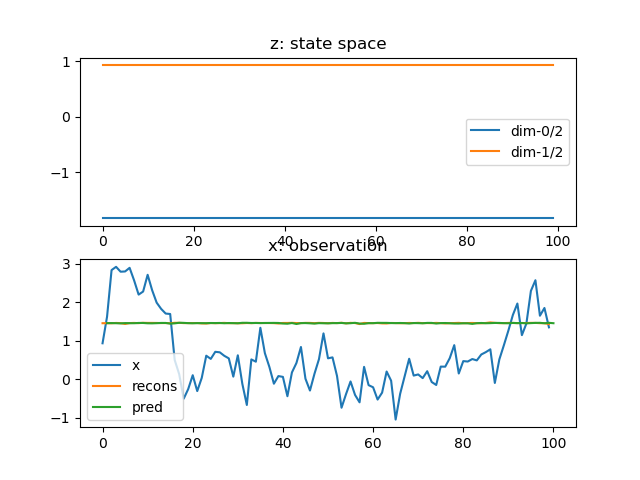 z: state space
1
0
−1
dim-0/2
dim-1/2
0 20 40 60 80 100
x: observation
3
2
1
0
−1
x
recons
pred
0 20 40 60 80 100